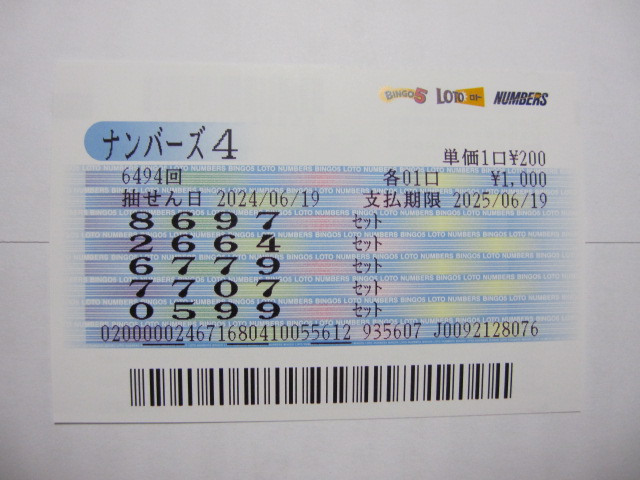 BINGO5 LOTO ロト NUMBERS
ナンバーズ4
単価1口¥200
6494回 各01口 ¥1,000
抽せん日 2024/06/19 支払期限 2025/06/19
8697 セット
2664 セット
6779 セット
7707 セット
0599 セット
020000024671680410055612 935607 J0092128076